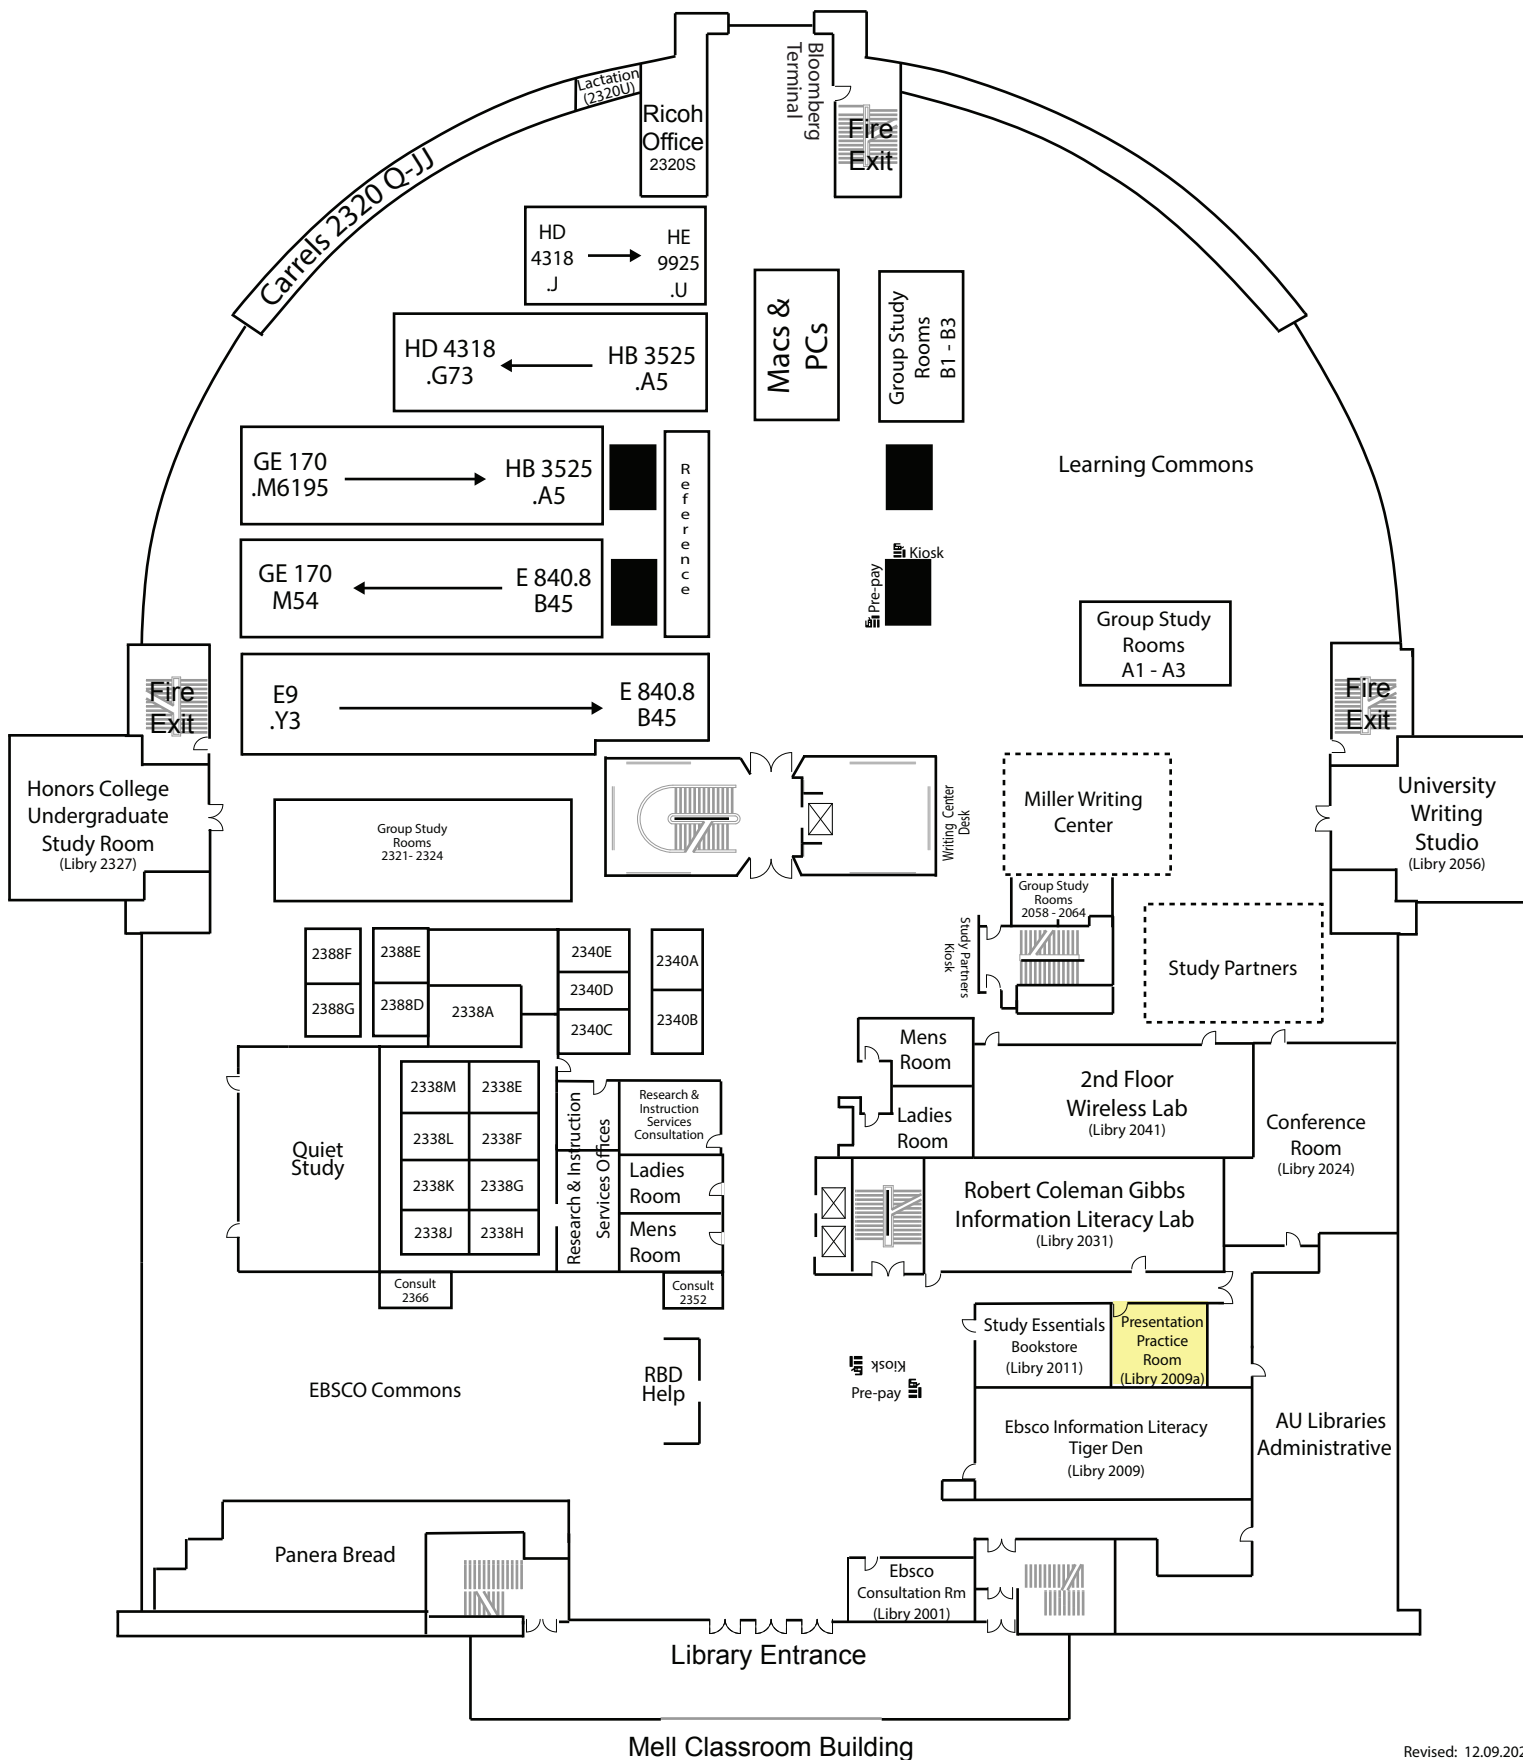 Bloomberg
Terminal
Lactation
(2320U)
Ricoh
Office
2320S
Fire
Exit
Carrels 2320 Q-JJ
HD
4318
.J
HE
9925
.U
HD 4318
.G73
HB 3525
.A5
Macs &
PCs
Group Study
Rooms
B1 - B3
GE 170
.M6195
HB 3525
.A5
Reference
Learning Commons
Kiosk
Pre-pay
GE 170
M54
E 840.8
B45
Group Study
Rooms
A1 - A3
Fire
Exit
E9
.Y3
E 840.8
B45
Fire
Exit
Honors College
Undergraduate
Study Room
(Libry 2327)
Group Study
Rooms
2321- 2324
Writing Center
Desk
Miller Writing
Center
University
Writing
Studio
(Libry 2056)
Group Study
Rooms
2058 - 2064
Study Partners
Kiosk
Study Partners
2388F
2388E
2340E
2340A
2388G
2388D
2338A
2340D
2340C
2340B
Mens
Room
Ladies
Room
2nd Floor
Wireless Lab
(Libry 2041)
Conference
Room
(Libry 2024)
Quiet
Study
2338M
2338E
2338L
2338F
2338K
2338G
2338J
2338H
Research & Instruction
Services Offices
Research &
Instruction
Services
Consultation
Ladies
Room
Mens
Room
Robert Coleman Gibbs
Information Literacy Lab
(Libry 2031)
Consult
2366
Consult
2352
Study Essentials
Bookstore
(Libry 2011)
Presentation
Practice
Room
(Libry 2009a)
EBSCO Commons
RBD
Help
Kiosk
Pre-pay
Ebsco Information Literacy
Tiger Den
(Libry 2009)
AU Libraries
Administrative
Panera Bread
Ebsco
Consultation Rm
(Libry 2001)
Library Entrance
Mell Classroom Building
Revised: 12.09.202